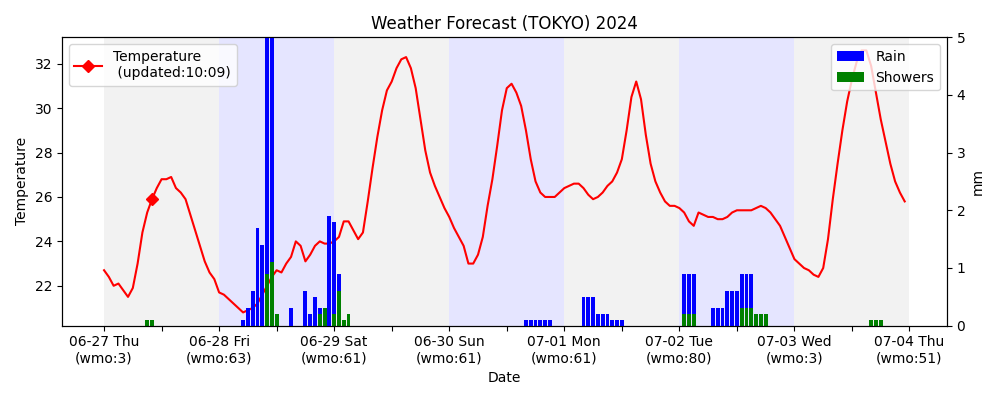 Weather Forecast (TOKYO) 2024
Temperature
(updated:10:09)
Rain
Showers
Temperature
32
30
28
26
24
22
5
4
3
2
1
0
mm
06-27 Thu
(wmo:3)
06-28 Fri
(wmo:63)
06-29 Sat
(wmo:61)
06-30 Sun
(wmo:61)
07-01 Mon
(wmo:61)
07-02 Tue
(wmo:80)
07-03 Wed
(wmo:3)
07-04 Thu
(wmo:51)
Date